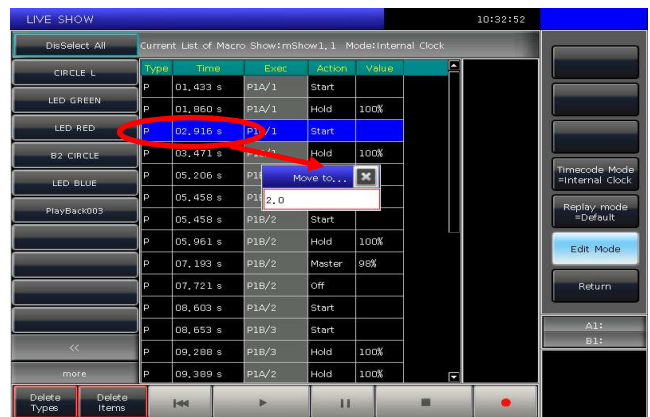 LIVE SHOW
10:32:52
DisSelect All
Current List of Macro Show:mShow1.1 Mode:Internal Clock
CIRCLE L
LED GREEN
LED RED
B2 CIRCLE
LED BLUE
PlayBack003
<<
more
Type Time Exec Action Value
P 01.433 s P1A/1 Start
P 01.860 s P1A/1 Hold 100%
P 02.916 s /1 Start
P 03.471 s Hold 100%
P 05.206 s
P 05.458 s
P 05.458 s P1B/2 Start
P 05.961 s P1B/2 Hold 100%
P 07.193 s P1B/2 Master 98%
P 07.721 s P1B/2 Off
P 08.603 s P1A/2 Start
P 08.653 s P1B/3 Start
P 09.288 s P1B/3 Hold 100%
P 09.389 s P1A/2 Hold 100%
Move to...
2.0
Timecode Mode
=Internal Clock
Replay mode
=Default
Edit Mode
Return
A1:
B1:
Delete
Types
Delete
Items